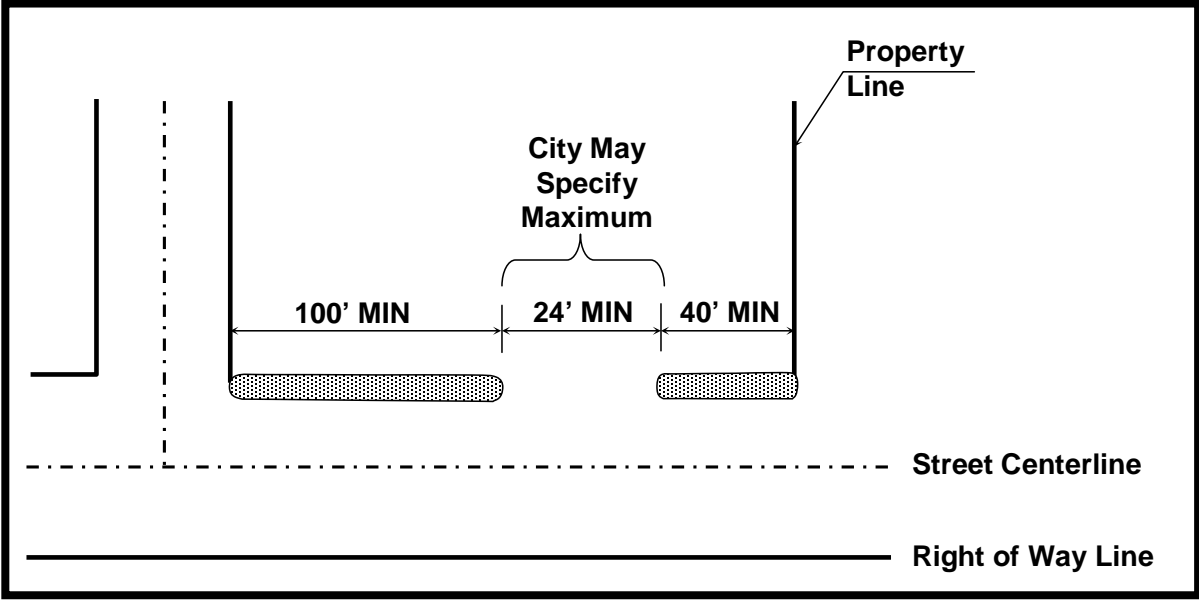 Property
Line
City May
Specify
Maximum
100’ MIN
24’ MIN
40’ MIN
Street Centerline
Right of Way Line